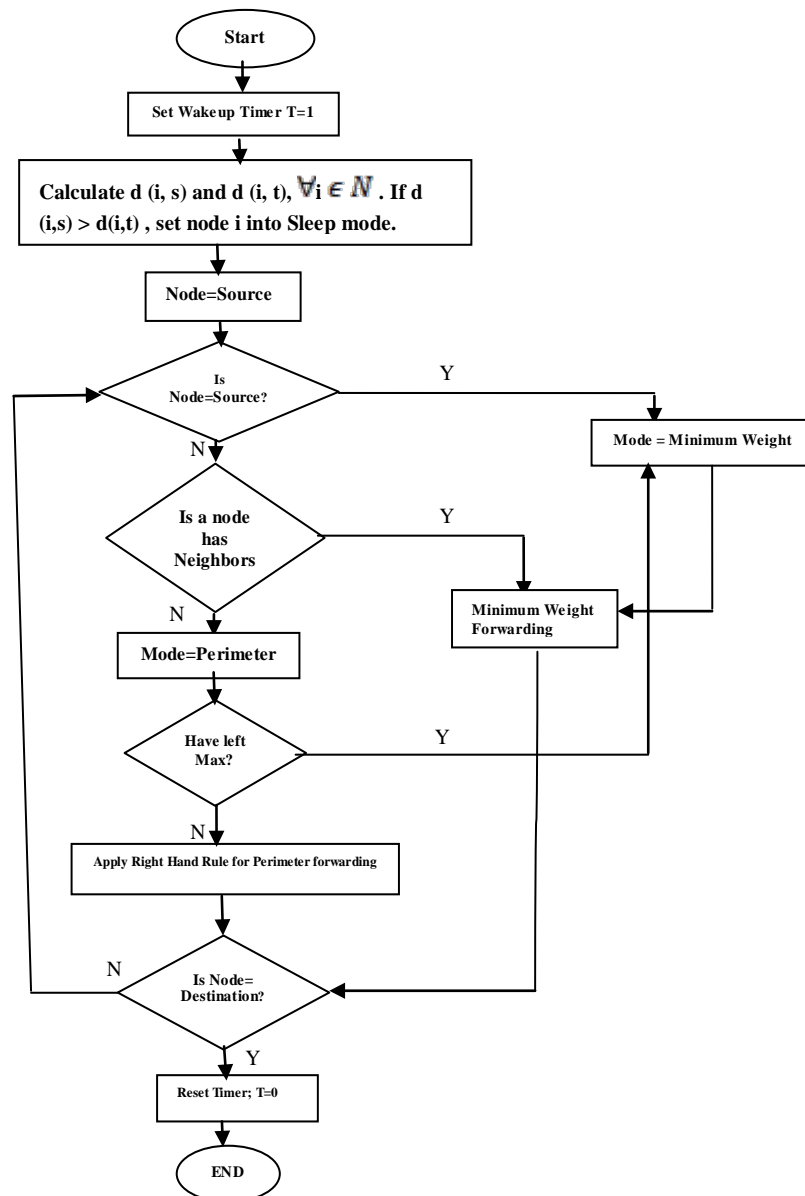 Start
Set Wakeup Timer T=1
Calculate d (i, s) and d (i, t), ∀i ϵ N . If d
(i,s) > d(i,t) , set node i into Sleep mode.
Node=Source
Is
Node=Source?
Y
Mode = Minimum Weight
N
Is a node
has
Neighbors
Y
Minimum Weight
Forwarding
N
Mode=Perimeter
Have left
Max?
Y
N
Apply Right Hand Rule for Perimeter forwarding
N
Is Node=
Destination?
Y
Reset Timer; T=0
END